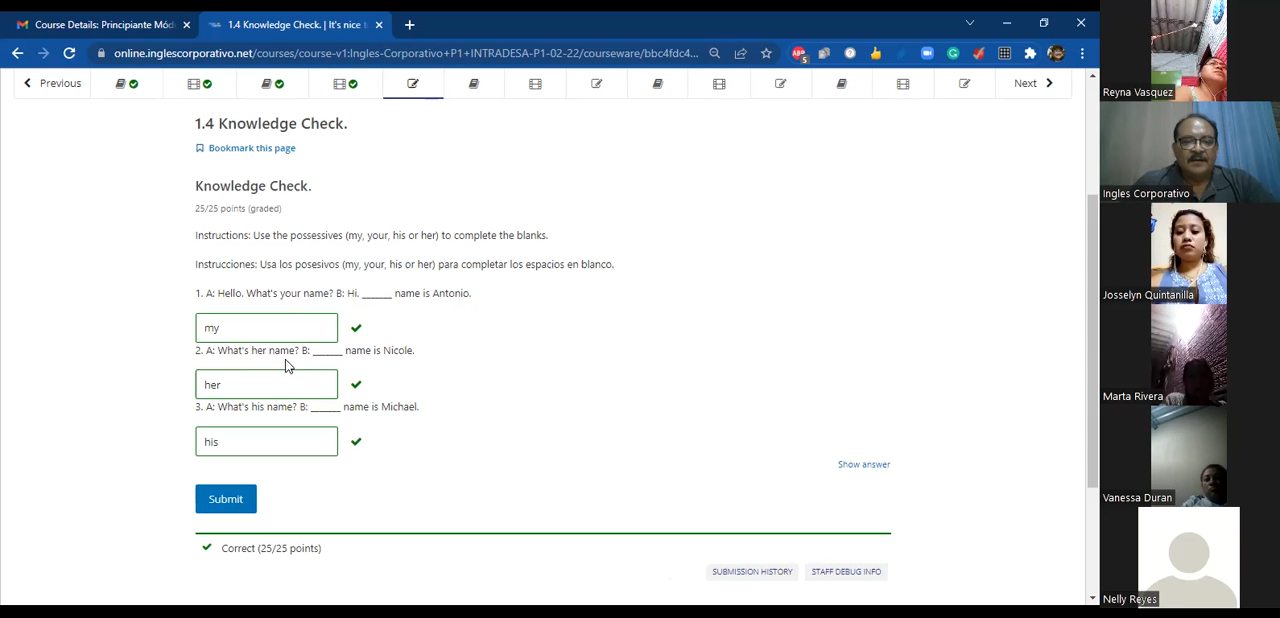 Course Details: Principiante Mód
1.4 Knowledge Check. | It's nice t
online.inglescorporativo.net/courses/course-v1:Ingles-Corporativo+P1+INTRADESA-P1-02-22/courseware/bbc4fdc4...
5
Previous
Next
1.4 Knowledge Check.
Bookmark this page
Knowledge Check.
25/25 points (graded)
Instructions: Use the possessives (my, your, his or her) to complete the blanks.
Instrucciones: Usa los posesivos (my, your, his or her) para completar los espacios en blanco.
1. A: Hello. What's your name? B: Hi. ______ name is Antonio.
my
2. A: What's her name? B: ______ name is Nicole.
her
3. A: What's his name? B: ______ name is Michael.
his
Show answer
Submit
Correct (25/25 points)
SUBMISSION HISTORY
STAFF DEBUG INFO
Reyna Vasquez
Ingles Corporativo
Josselyn Quintanilla
Marta Rivera
Vanessa Duran
Nelly Reyes